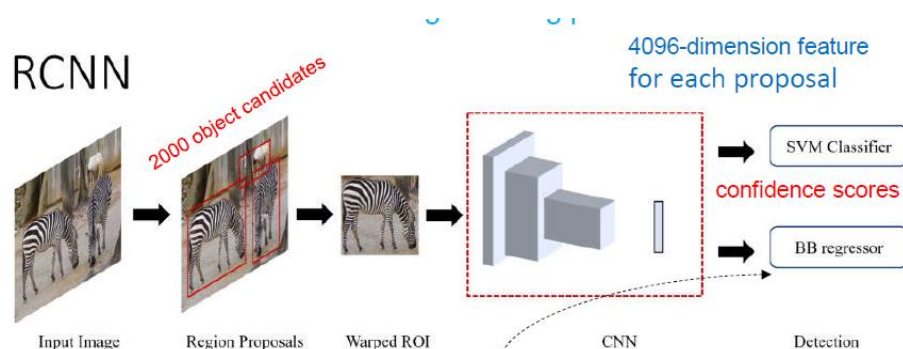 RCNN
2000 object candidates
4096-dimension feature
for each proposal
SVM Classifier
confidence scores
BB regressor
Input Image
Region Proposals
Warped ROI
CNN
Detection